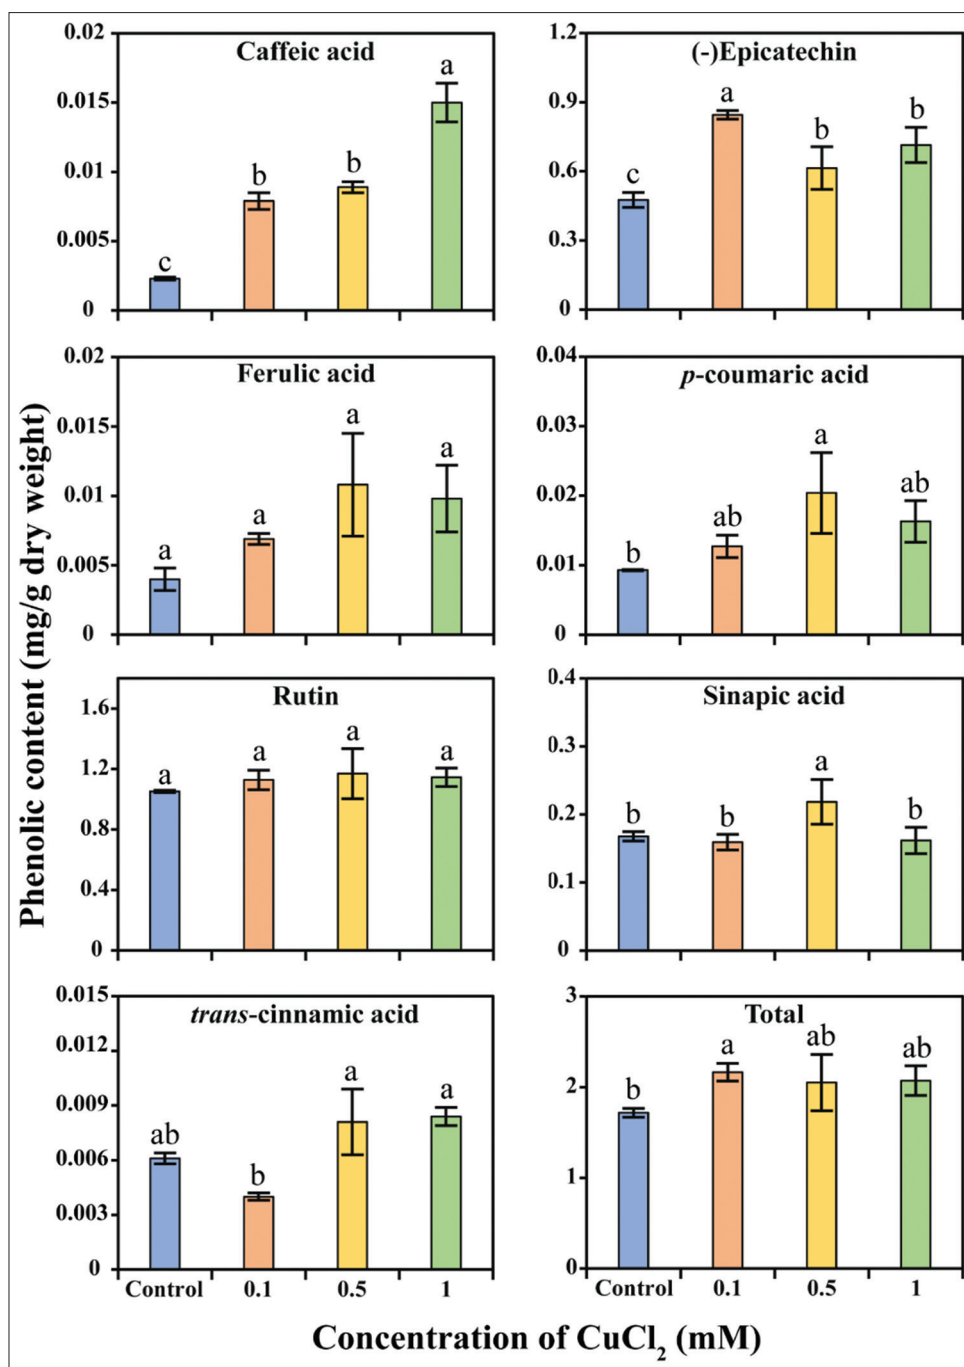 Phenolic content (mg/g dry weight)
Caffeic acid
0.02
0.015
0.01
0.005
0
c
b
b
a
(-)Epicatechin
1.2
0.9
0.6
0.3
0
c
a
b
b
Ferulic acid
0.02
0.015
0.01
0.005
0
a
a
a
a
p-coumaric acid
0.04
0.03
0.02
0.01
0
b
ab
a
ab
Rutin
1.6
1.2
0.8
0.4
0
a
a
a
a
Sinapic acid
0.4
0.3
0.2
0.1
0
b
b
a
b
trans-cinnamic acid
0.015
0.012
0.009
0.006
0.003
0
ab
b
a
a
Control 0.1 0.5 1
Total
3
2
1
0
b
a
ab
ab
Control 0.1 0.5 1
Concentration of CuCl₂ (mM)